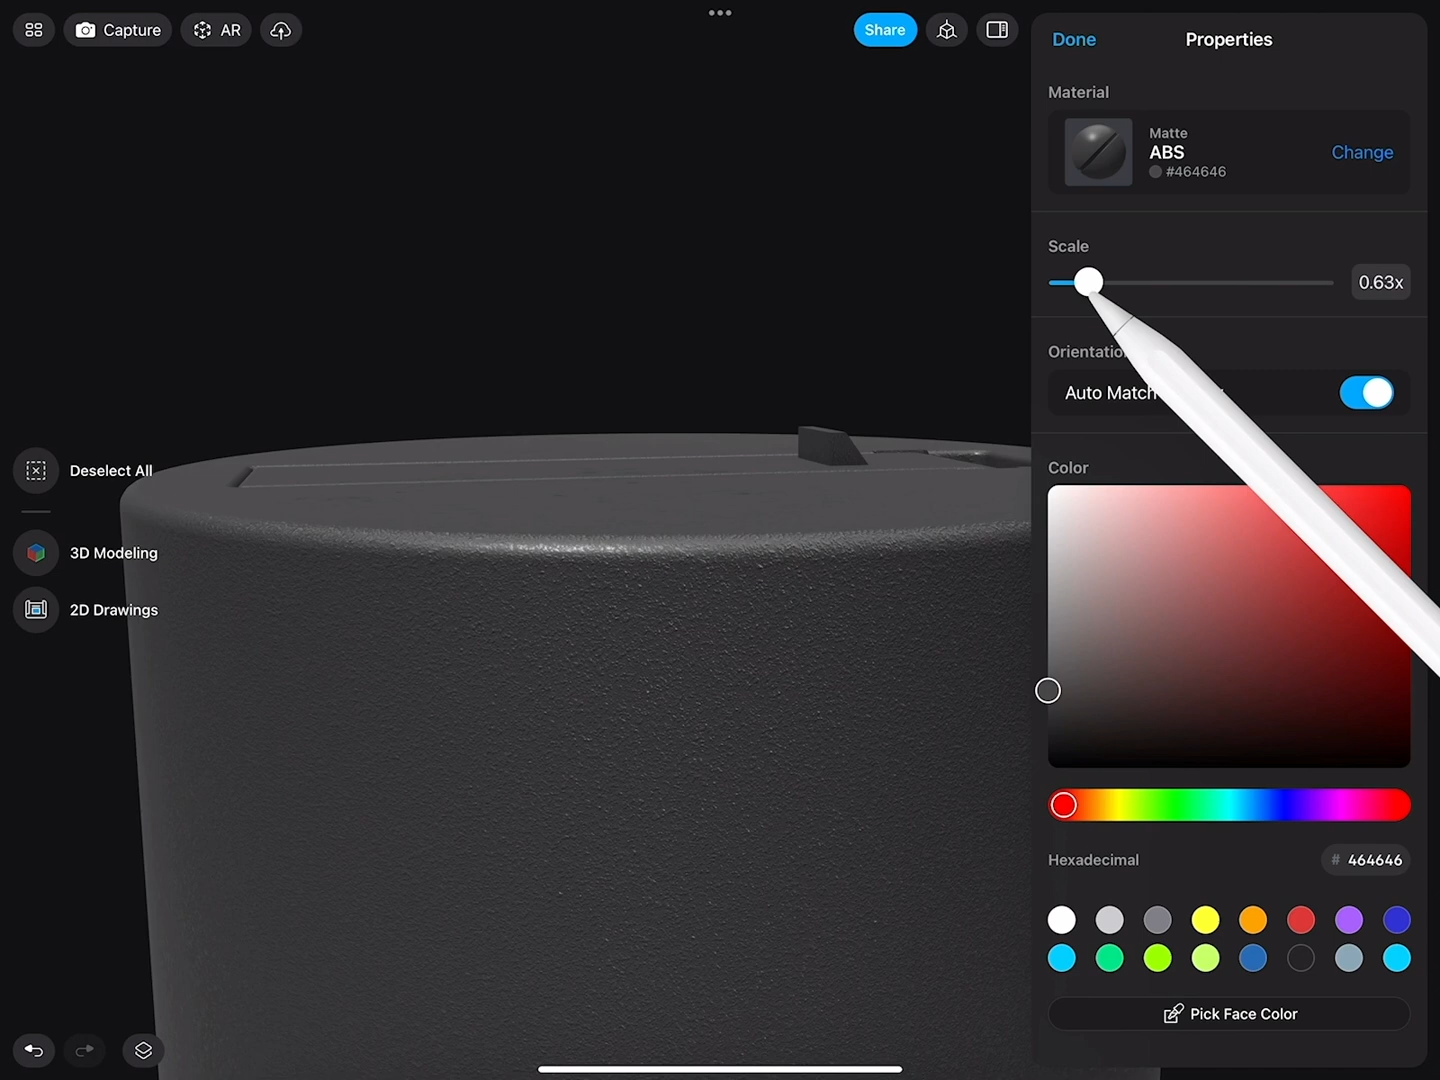 Capture
AR
Share
Done
Properties
Material
Matte
ABS
#464646
Change
Scale
0.63x
Auto Match
Color
Deselect All
3D Modeling
2D Drawings
Hexadecimal
# 464646
Pick Face Color